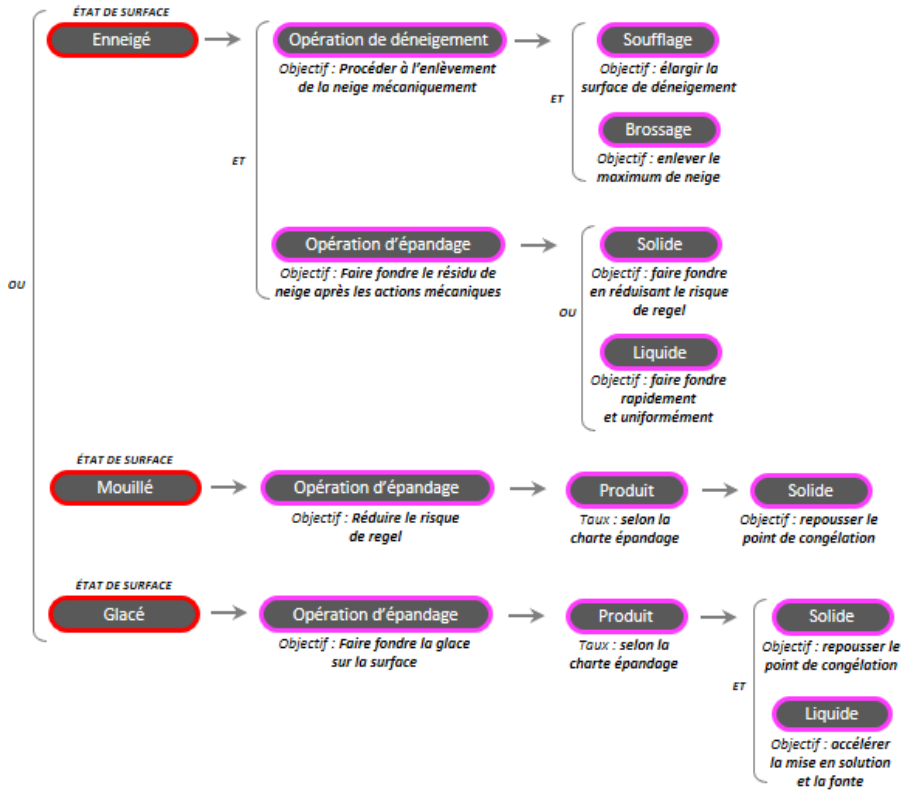 ÉTAT DE SURFACE
Enneigé
Opération de déneigement
Objectif : Procéder à l'enlèvement
de la neige mécaniquement
Soufflage
Objectif : élargir la
surface de déneigement
ET
Brossage
Objectif : enlever le
maximum de neige
ET
Opération d'épandage
Objectif : Faire fondre le résidu de
neige après les actions mécaniques
Solide
Objectif : faire fondre
en réduisant le risque
de regel
OU
OU
Liquide
Objectif : faire fondre
rapidement
et uniformément
ÉTAT DE SURFACE
Mouillé
Opération d'épandage
Objectif : Réduire le risque
de regel
Produit
Taux : selon la
charte épandage
Solide
Objectif : repousser le
point de congélation
ÉTAT DE SURFACE
Glacé
Opération d'épandage
Objectif : Faire fondre la glace
sur la surface
Produit
Taux : selon la
charte épandage
Solide
Objectif : repousser le
point de congélation
ET
Liquide
Objectif : accélérer
la mise en solution
et la fonte